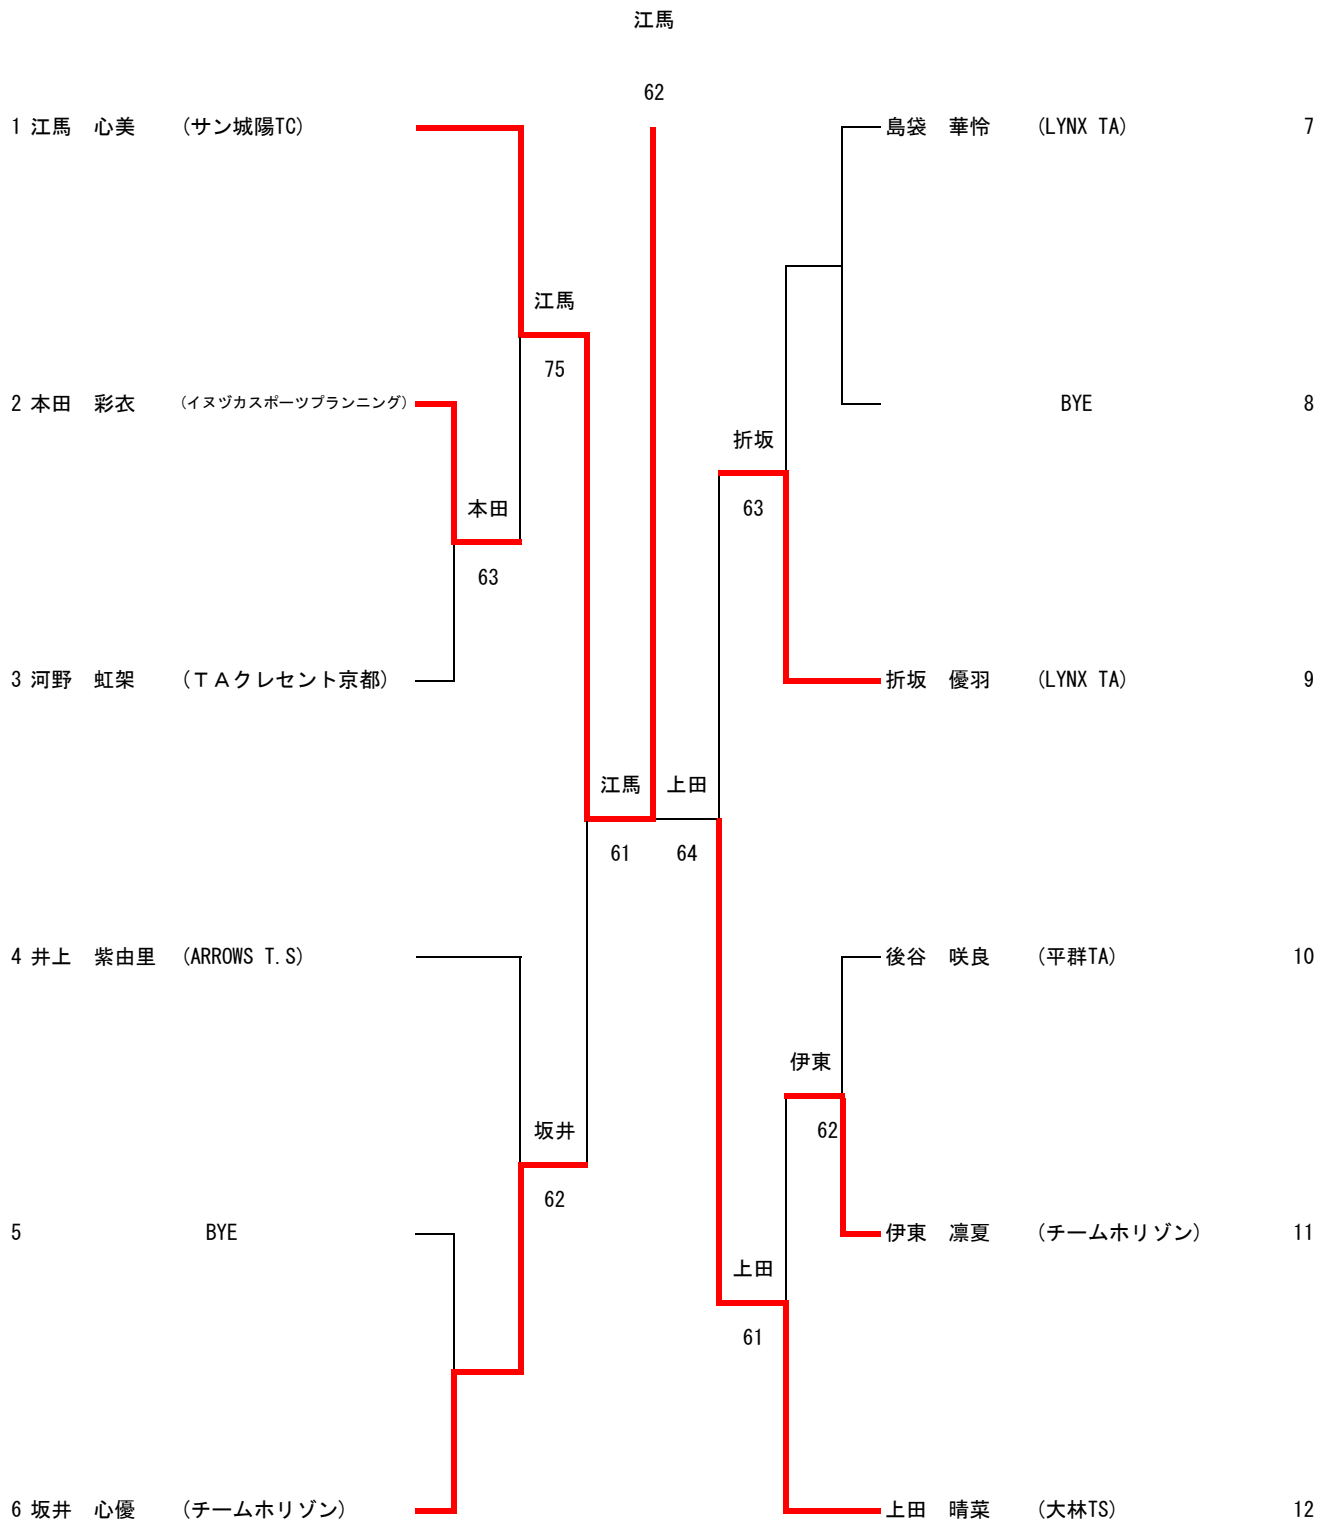 江馬
62
1 江馬　心美　(サン城陽TC)
島袋　華怜　(LYNX TA) 7
江馬
75
2 本田　彩衣　(イヌヅカスポーツプランニング)
BYE 8
折坂
本田
63
63
3 河野　虹架　(ＴＡクレセント京都)
折坂　優羽　(LYNX TA) 9
江馬 上田
61 64
4 井上　紫由里　(ARROWS T.S)
後谷　咲良　(平群TA) 10
伊東
坂井
62
62
5 BYE
伊東　凛夏　(チームホリゾン) 11
上田
61
6 坂井　心優　(チームホリゾン)
上田　晴菜　(大林TS) 12